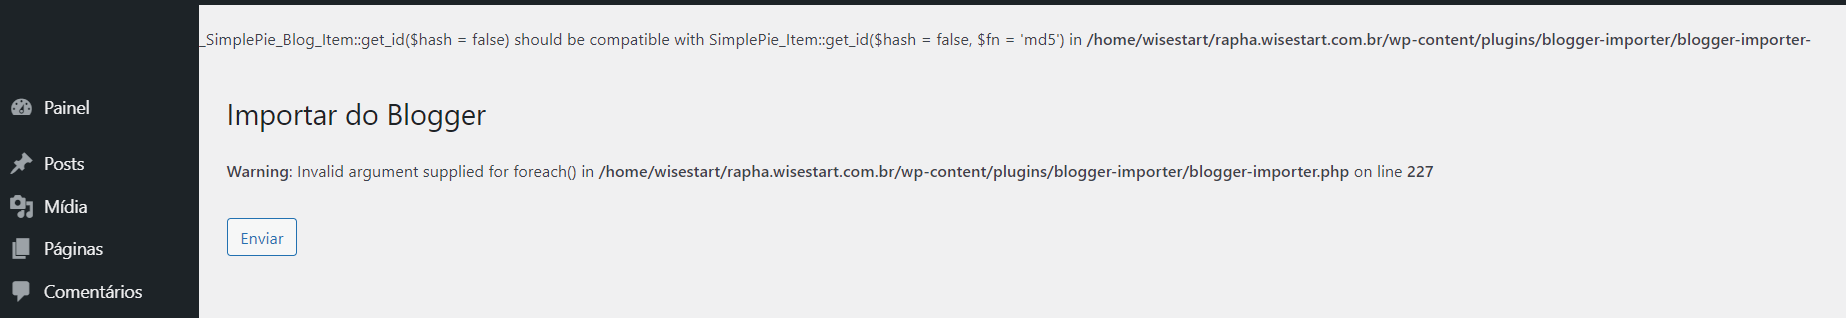 _SimplePie_Blog_Item::get_id($hash = false) should be compatible with SimplePie_Item::get_id($hash = false, $fn = 'md5') in /home/wisestart/rapha.wisestart.com.br/wp-content/plugins/blogger-importer/blogger-importer-
Painel
Posts
Mídia
Páginas
Comentários
Importar do Blogger
Warning: Invalid argument supplied for foreach() in /home/wisestart/rapha.wisestart.com.br/wp-content/plugins/blogger-importer/blogger-importer.php on line 227
Enviar